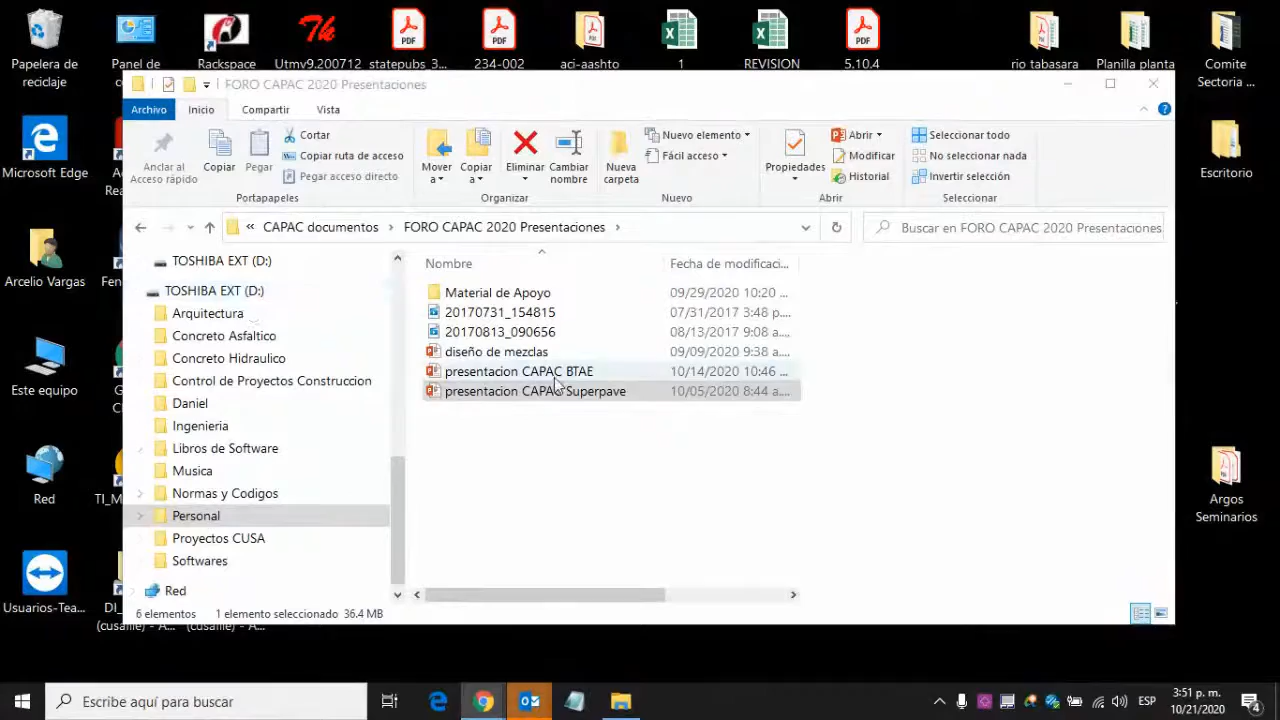 Papelera de
reciclaje
Panel de
Rackspace
Utmv9.200712
statepubs_3...
234-002
aci-aashto
1
REVISION
5.10.4
rio tabasara
Planilla planta
Comite
Sectoria ...
FORO CAPAC 2020 Presentaciones
Archivo
Inicio
Compartir
Vista
Anclar al
Acceso rápido
Copiar
Pegar
Cortar
Copiar ruta de acceso
Pegar acceso directo
Mover
a
Copiar
a
Eliminar
Cambiar
nombre
Nueva
carpeta
Nuevo elemento
Fácil acceso
Propiedades
Abrir
Modificar
Historial
Seleccionar todo
No seleccionar nada
Invertir selección
Portapapeles
Organizar
Nuevo
Abrir
Seleccionar
« CAPAC documentos > FORO CAPAC 2020 Presentaciones >
Buscar en FORO CAPAC 2020 Presentaciones
TOSHIBA EXT (D:)
TOSHIBA EXT (D:)
Arquitectura
Concreto Asfaltico
Concreto Hidraulico
Control de Proyectos Construccion
Daniel
Ingenieria
Libros de Software
Musica
Normas y Codigos
Personal
Proyectos CUSA
Softwares
Red
Nombre
Fecha de modificaci...
Material de Apoyo 09/29/2020 10:20 ...
20170731_154815 07/31/2017 3:48 p....
20170813_090656 08/13/2017 9:08 a....
diseño de mezclas 09/09/2020 9:38 a....
presentacion CAPAC BTAE 10/14/2020 10:46 ...
presentacion CAPAC Superpave 10/05/2020 8:44 a....
6 elementos 1 elemento seleccionado 36.4 MB
Microsoft Edge
Arcelio Vargas
Este equipo
Red
Usuarios-Tea...
Escritorio
Argos
Seminarios
(cusaiile) - A...
(cusaf...) - A...
Escribe aquí para buscar
ESP
3:51 p. m.
10/21/2020
4